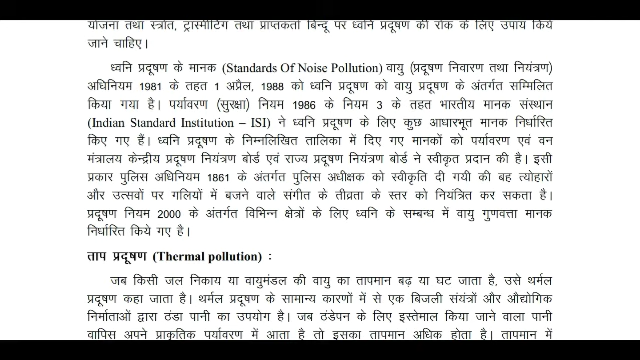 योजना तथा स्त्रोत, ट्रास्मीटिंग तथा प्राप्तकर्ता बिन्दू पर ध्वनि प्रदूषण की रोक के लिए उपाय किये
जाने चाहिए।
ध्वनि प्रदूषण के मानक (Standards Of Noise Pollution) वायु (प्रदूषण निवारण तथा नियंत्रण)
अधिनियम 1981 के तहत 1 अप्रैल, 1988 को ध्वनि प्रदूषण को वायु प्रदूषण के अंतर्गत सम्मिलित
किया गया है। पर्यावरण (सुरक्षा) नियम 1986 के नियम 3 के तहत भारतीय मानक संस्थान
(Indian Standard Institution – ISI) ने ध्वनि प्रदूषण के लिए कुछ आधारभूत मानक निर्धारित
किए गए हैं। ध्वनि प्रदूषण के निम्नलिखित तालिका में दिए गए मानकों को पर्यावरण एवं वन
मंत्रालय केन्द्रीय प्रदूषण नियंत्रण बोर्ड एवं राज्य प्रदूषण नियंत्रण बोर्ड ने स्वीकृत प्रदान की है। इसी
प्रकार पुलिस अधिनियम 1861 के अंतर्गत पुलिस अधीक्षक को स्वीकृति दी गयी की बह त्योहारों
और उत्सवों पर गलियों में बजने वाले संगीत के तीव्रता के स्तर को नियंत्रित कर सकता है।
प्रदूषण नियम 2000 के अंतर्गत विभिन्न क्षेत्रों के लिए ध्वनि के सम्बन्ध में वायु गुणवत्ता मानक
निर्धारित किये गए है।
ताप प्रदूषण (Thermal pollution) :
जब किसी जल निकाय या वायुमंडल की वायु का तापमान बढ़ या घट जाता है, उसे थर्मल
प्रदूषण कहा जाता है। थर्मल प्रदूषण के सामान्य कारणों में से एक बिजली संयंत्रों और औद्योगिक
निर्माताओं द्वारा ठंडा पानी का उपयोग है। जब ठंडेपन के लिए इस्तेमाल किया जाने वाला पानी
वापिस अपने प्राकृतिक पर्यावरण में आता है तो इसका तापमान अधिक होता है। तापमान में